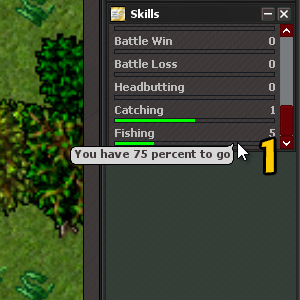 Skills
Battle Win 0
Battle Loss 0
Headbutting 0
Catching 1
Fishing 5
You have 75 percent to go
1